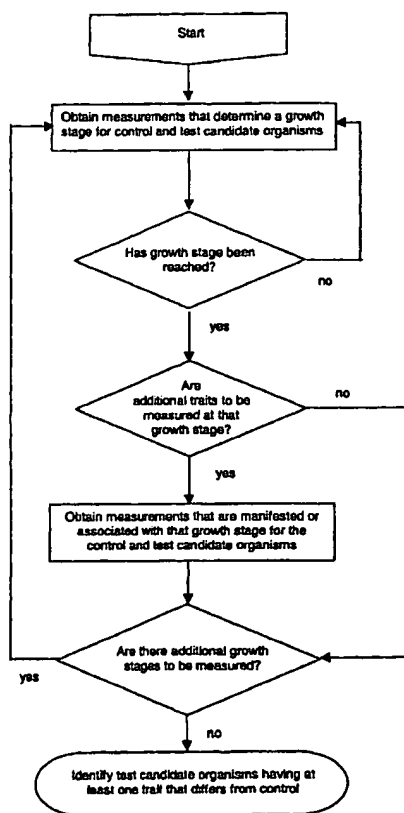 Start
Obtain measurements that determine a growth
stage for control and test candidate organisms
Has growth stage been
reached?
no
yes
Are
additional traits to be
measured at that
growth stage?
no
yes
Obtain measurements that are manifested or
associated with that growth stage for the
control and test candidate organisms
Are there additional growth
stages to be measured?
yes
no
Identify test candidate organisms having at
least one trait that differs from control